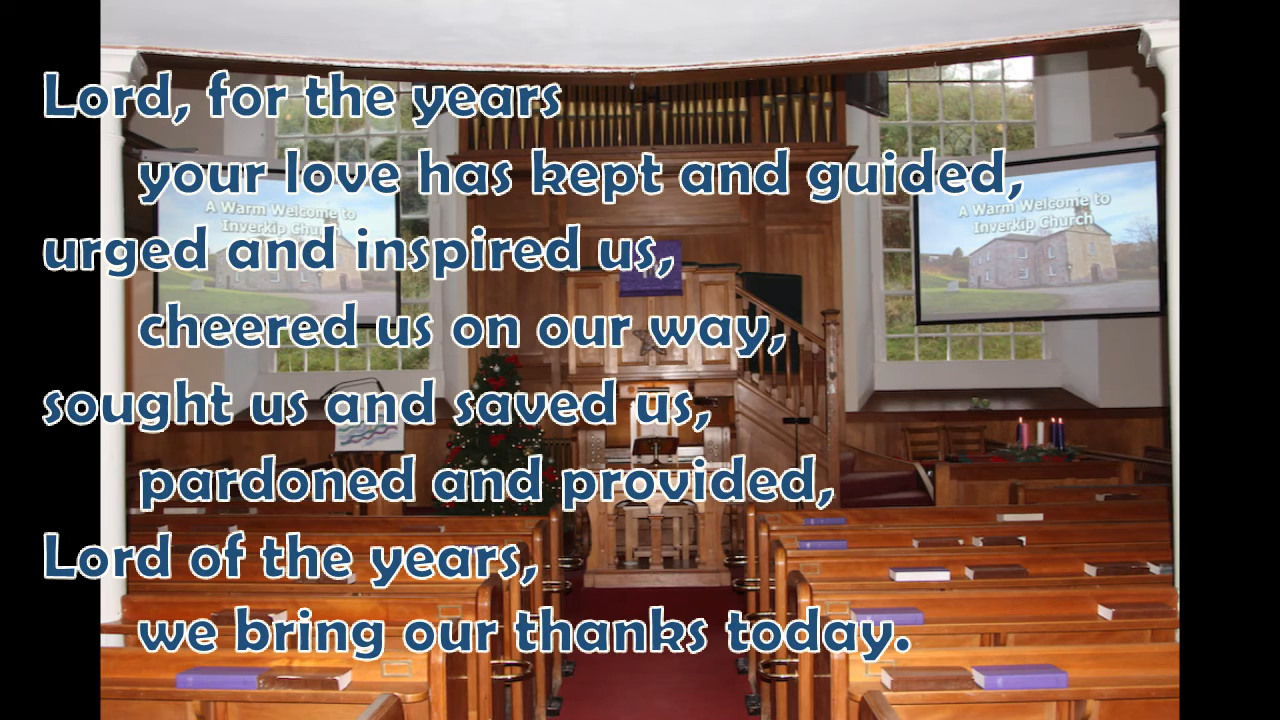 Lord, for the years
your love has kept and guided,
urged and inspired us,
cheered us on our way,
sought us and saved us,
pardoned and provided,
Lord of the years,
we bring our thanks today.
A Warm Welcome to
Inverkip Church
A Warm Welcome to
Inverkip Church